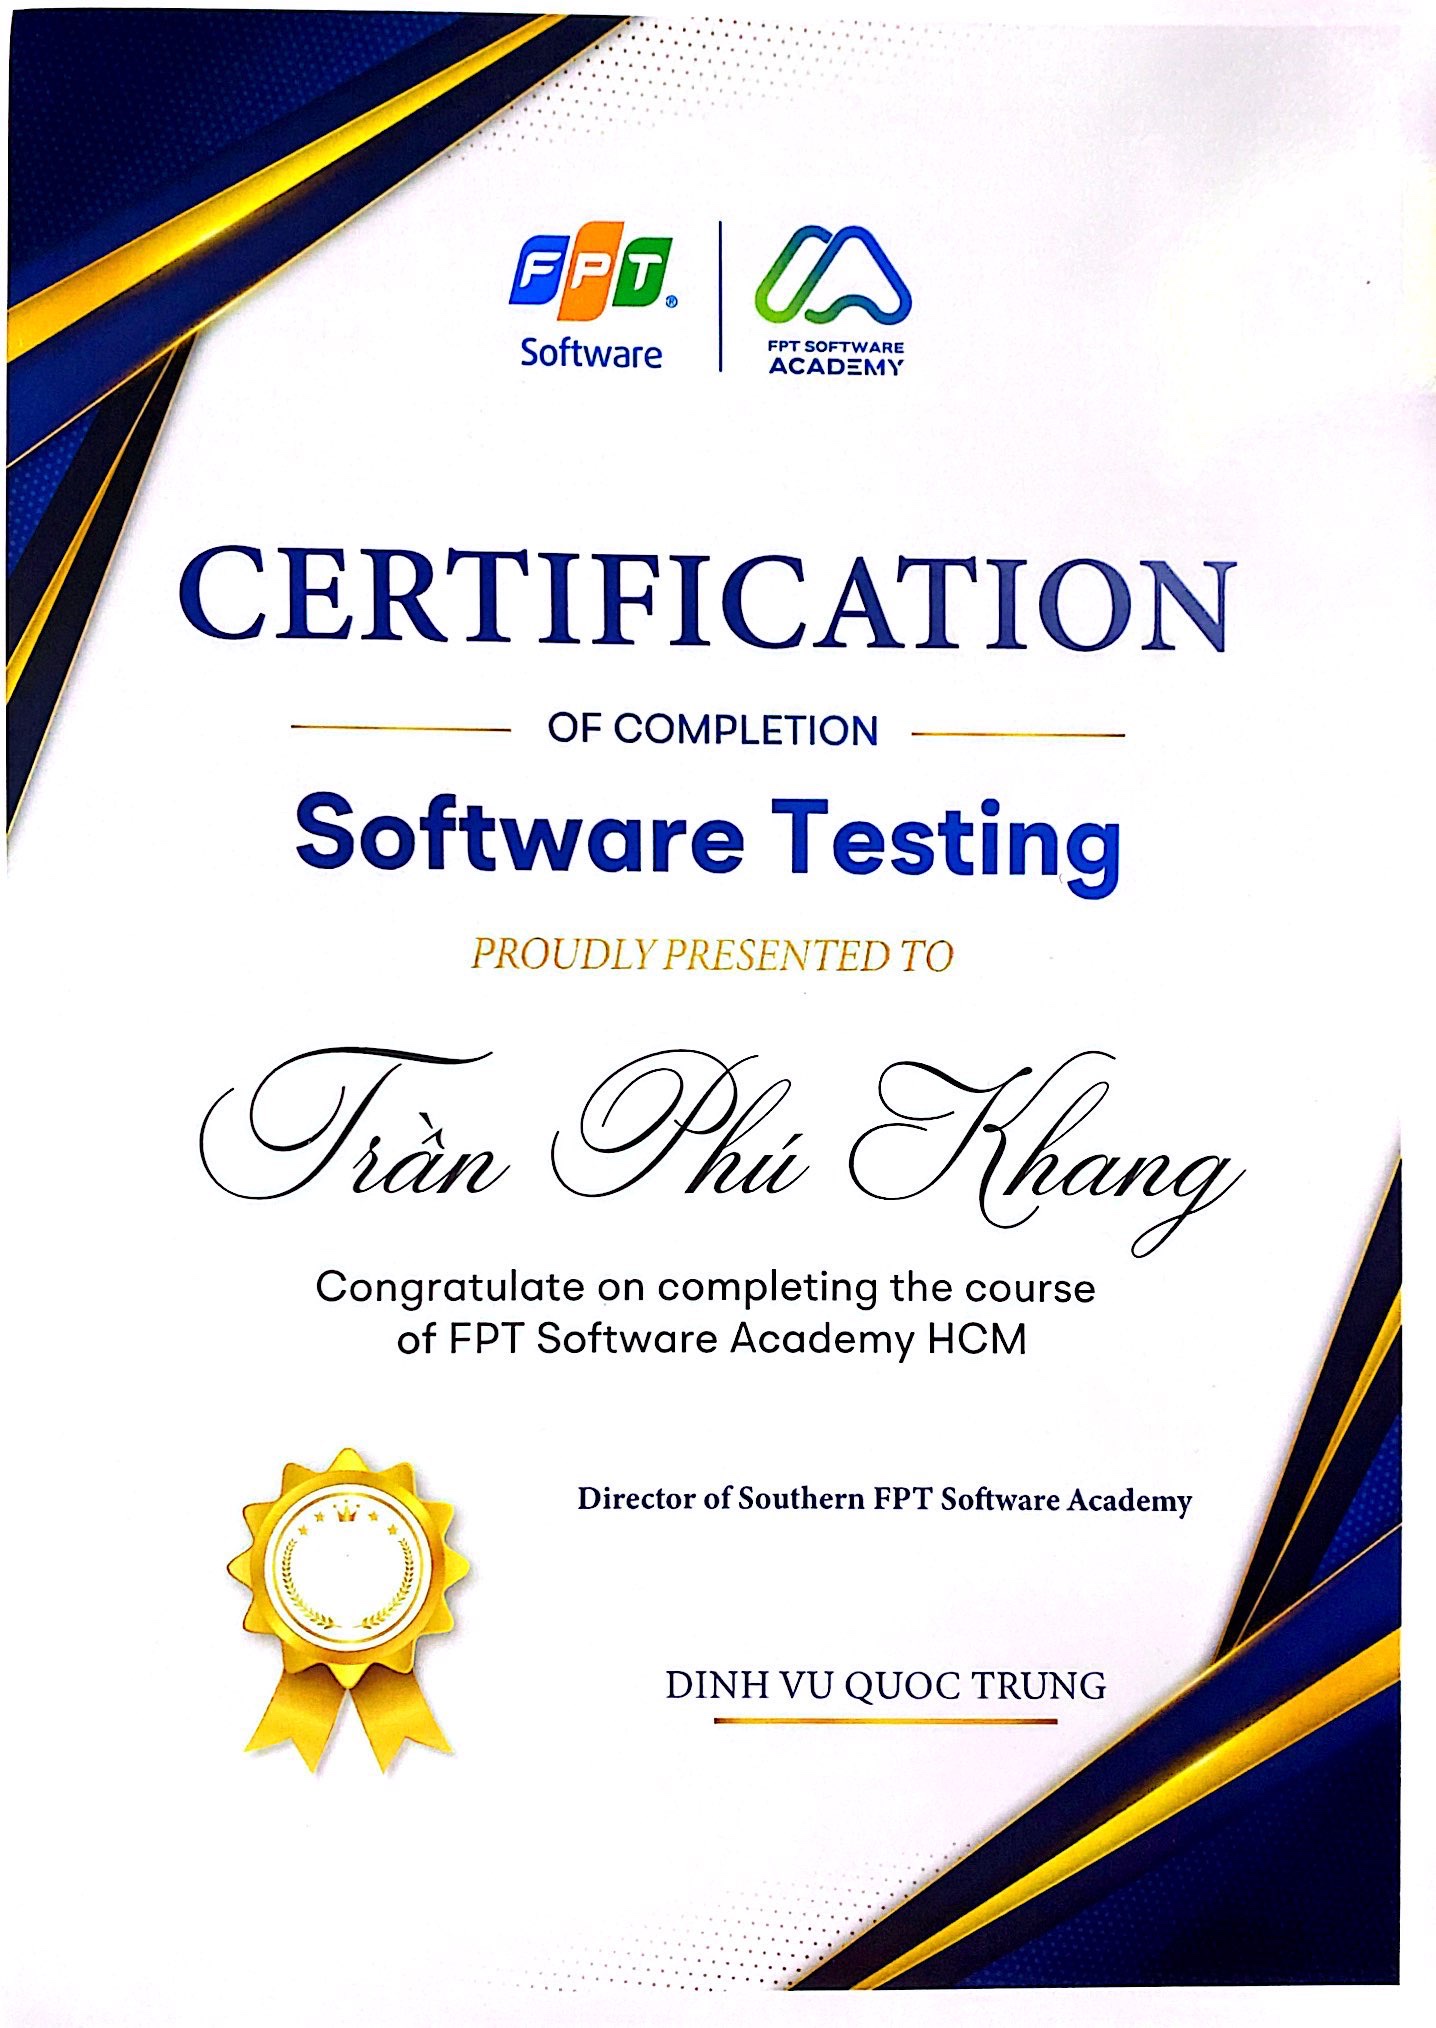 FPT®
Software
FPT SOFTWARE
ACADEMY
CERTIFICATION
OF COMPLETION
Software Testing
PROUDLY PRESENTED TO
Trần Phú Khang
Congratulate on completing the course
of FPT Software Academy HCM
Director of Southern FPT Software Academy
DINH VU QUOC TRUNG